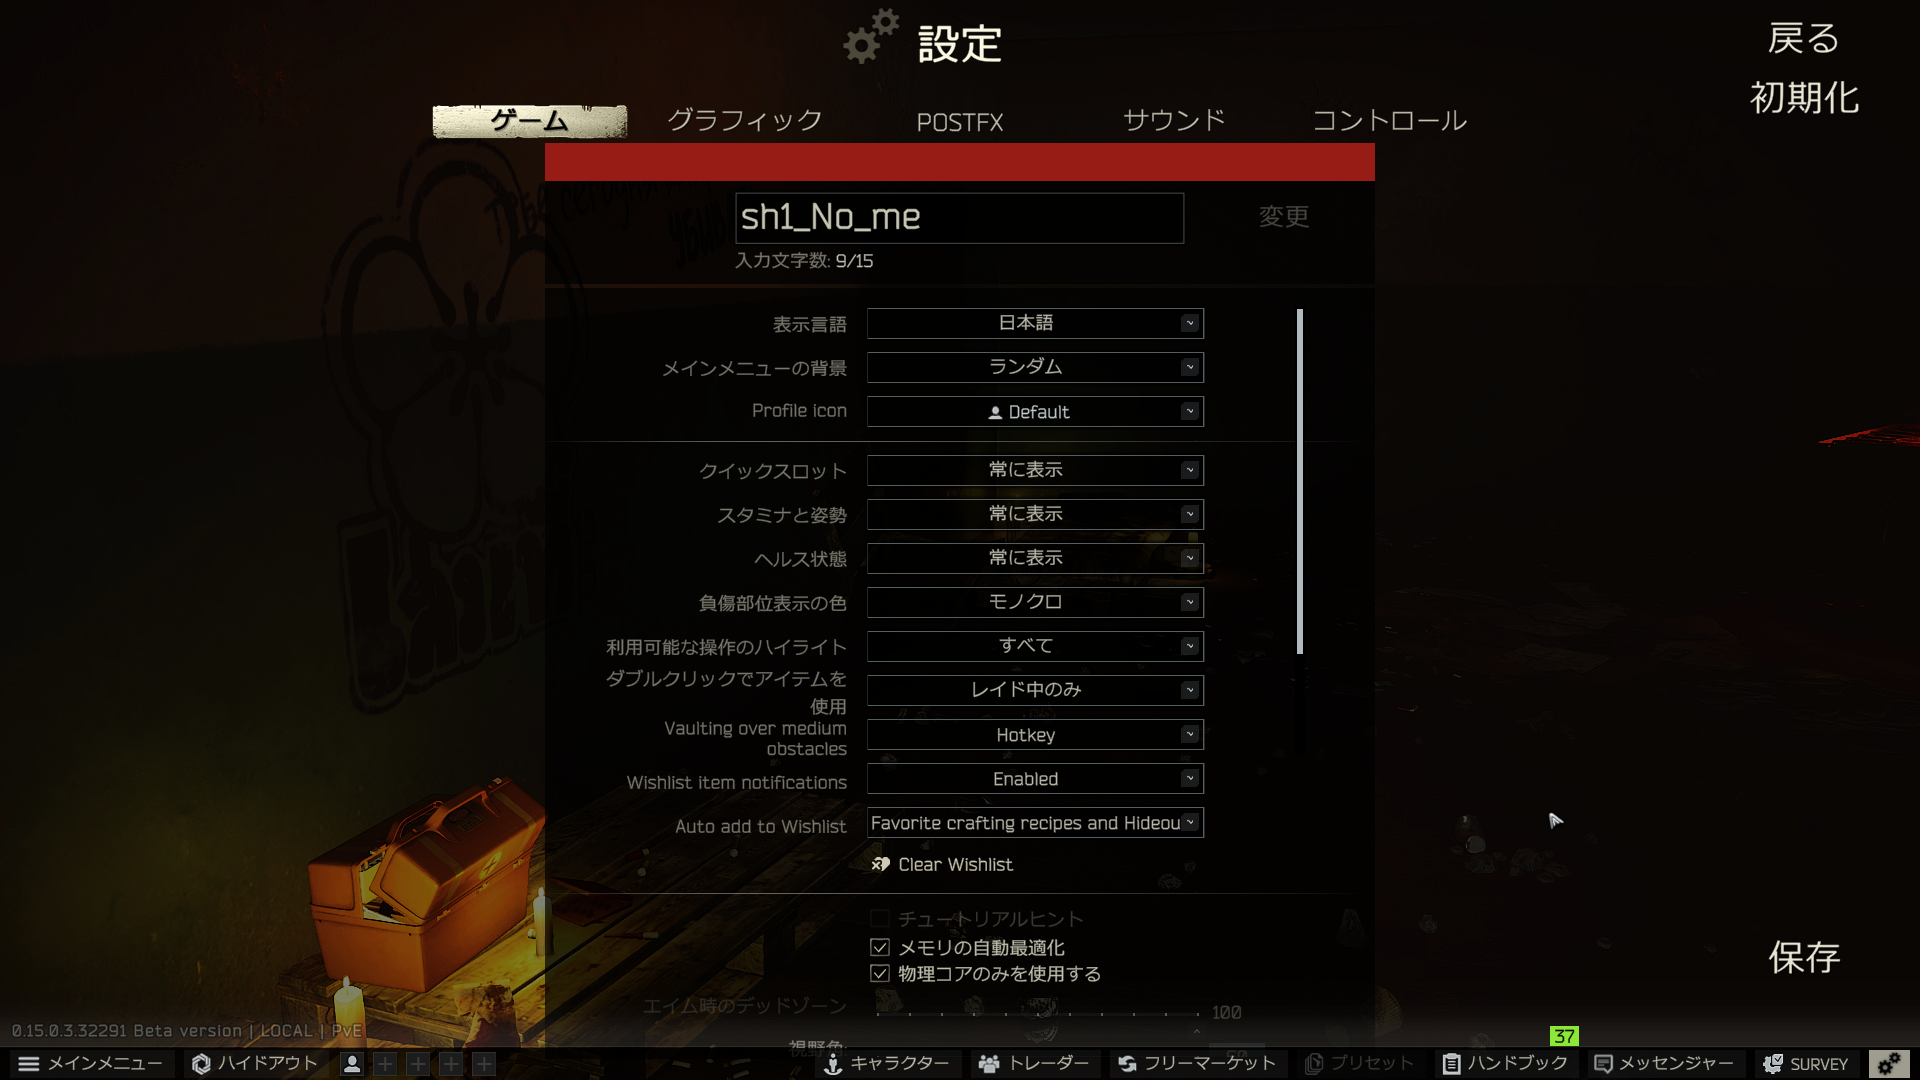 設定
戻る
初期化
ゲーム
グラフィック
POSTFX
サウンド
コントロール
sh1_No_me
変更
入力文字数: 9/15
表示言語
日本語
メインメニューの背景
ランダム
Profile icon
Default
クイックスロット
常に表示
スタミナと姿勢
常に表示
ヘルス状態
常に表示
負傷部位表示の色
モノクロ
利用可能な操作のハイライト
すべて
ダブルクリックでアイテムを
使用
レイド中のみ
Vaulting over medium
obstacles
Hotkey
Wishlist item notifications
Enabled
Auto add to Wishlist
Favorite crafting recipes and Hideou
Clear Wishlist
チュートリアルヒント
メモリの自動最適化
物理コアのみを使用する
エイム時のデッドゾーン
100
視野角:
保存
0.15.0.3.32291 Beta version | LOCAL | PvE
37
メインメニュー
ハイドアウト
キャラクター
トレーダー
フリーマーケット
プリセット
ハンドブック
メッセンジャー
SURVEY